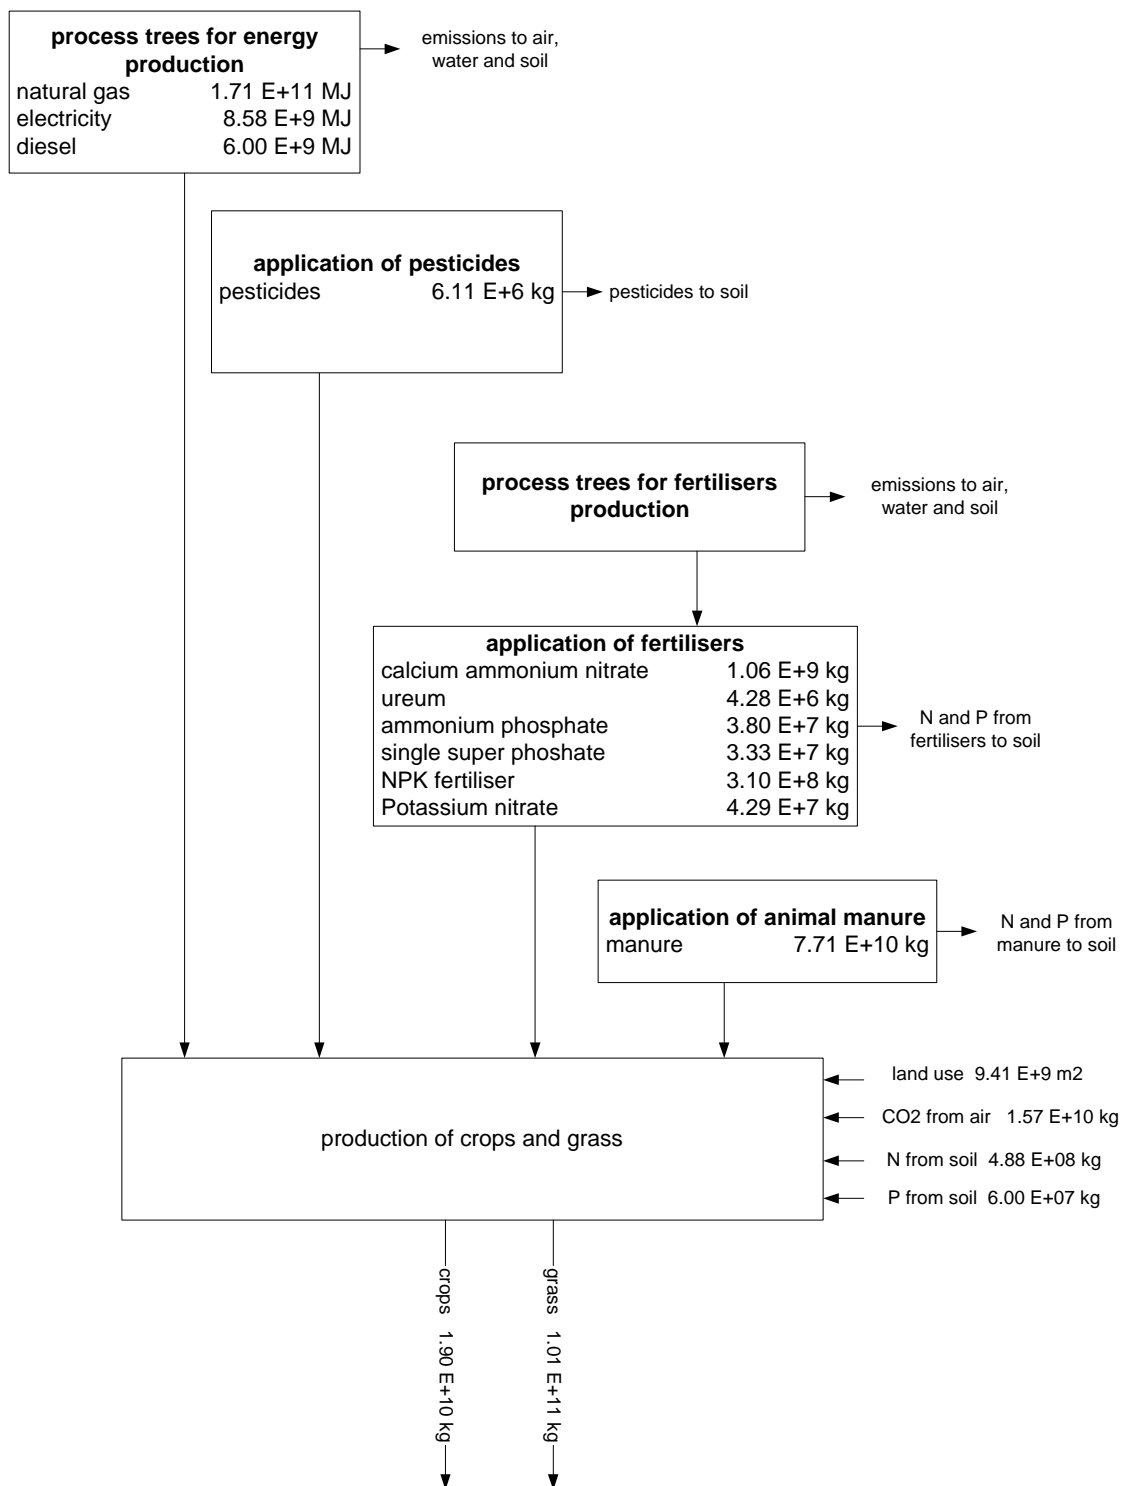 process trees for energy
production
natural gas 1.71 E+11 MJ
electricity 8.58 E+9 MJ
diesel 6.00 E+9 MJ
emissions to air,
water and soil
application of pesticides
pesticides 6.11 E+6 kg
pesticides to soil
process trees for fertilisers
production
emissions to air,
water and soil
application of fertilisers
calcium ammonium nitrate 1.06 E+9 kg
ureum 4.28 E+6 kg
ammonium phosphate 3.80 E+7 kg
single super phoshate 3.33 E+7 kg
NPK fertiliser 3.10 E+8 kg
Potassium nitrate 4.29 E+7 kg
N and P from
fertilisers to soil
application of animal manure
manure 7.71 E+10 kg
N and P from
manure to soil
production of crops and grass
land use 9.41 E+9 m2
CO2 from air 1.57 E+10 kg
N from soil 4.88 E+08 kg
P from soil 6.00 E+07 kg
crops 1.90 E+10 kg
grass 1.01 E+11 kg